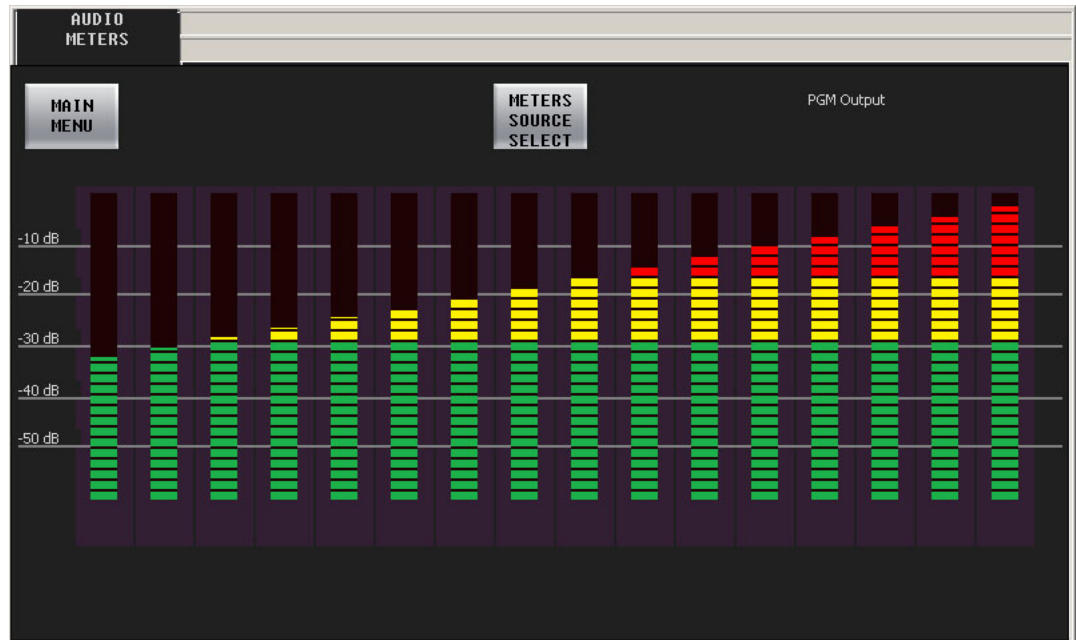 AUDIO
METERS
MAIN
MENU
METERS
SOURCE
SELECT
PGM Output
-10 dB
-20 dB
-30 dB
-40 dB
-50 dB